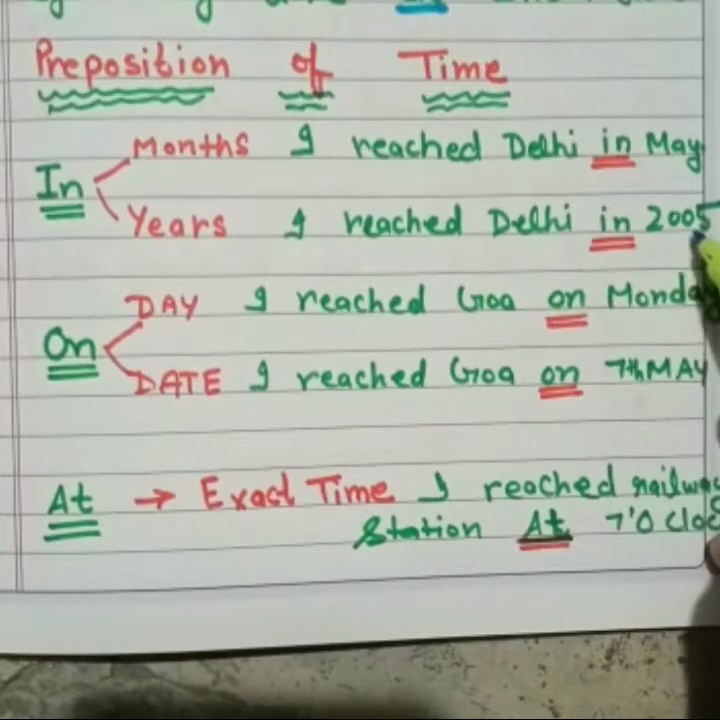 Preposition of Time
Months I reached Delhi in May
In
Years I reached Delhi in 2005
DAY I reached Goa on Monday
On
DATE I reached Goa on 7th MAY
At → Exact Time I reached railway
Station At 7'O Cloc